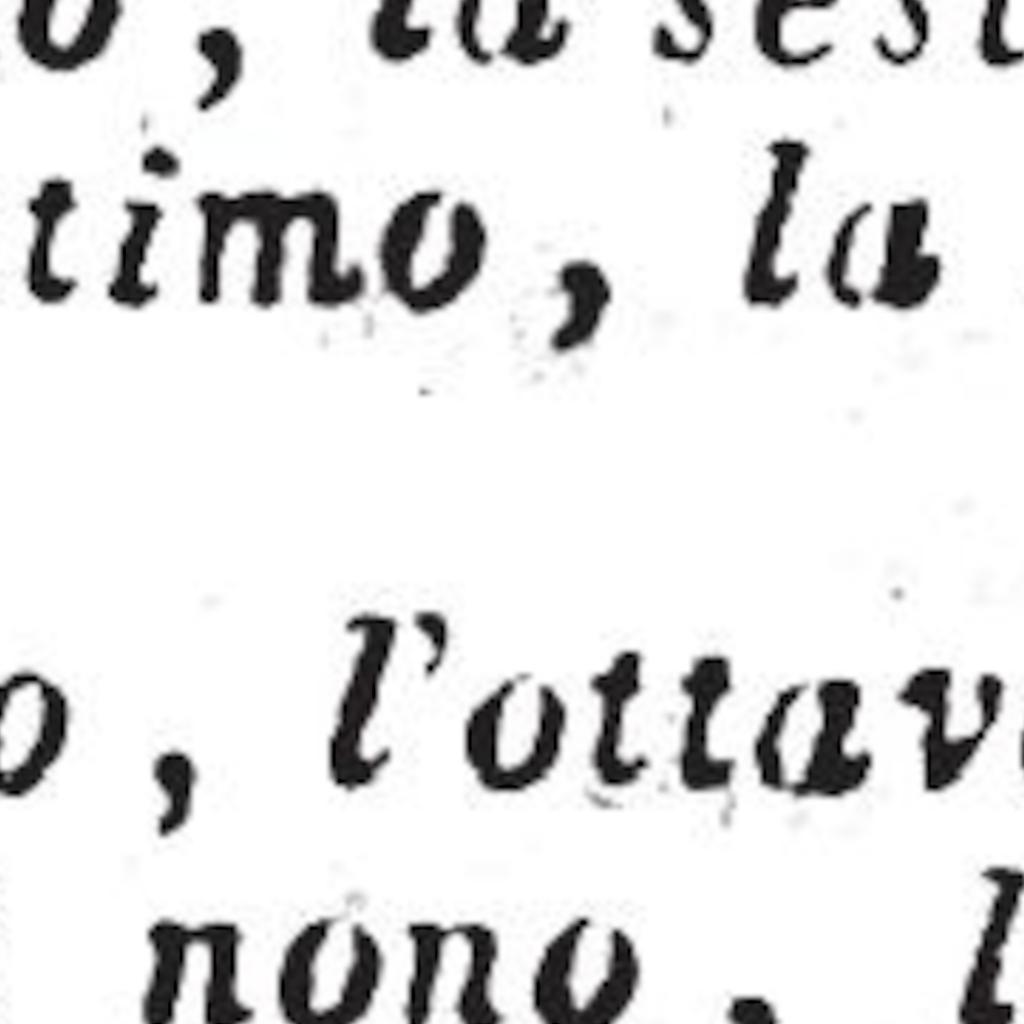 o, la sest
timo, la
o, l'ottav
nono, l